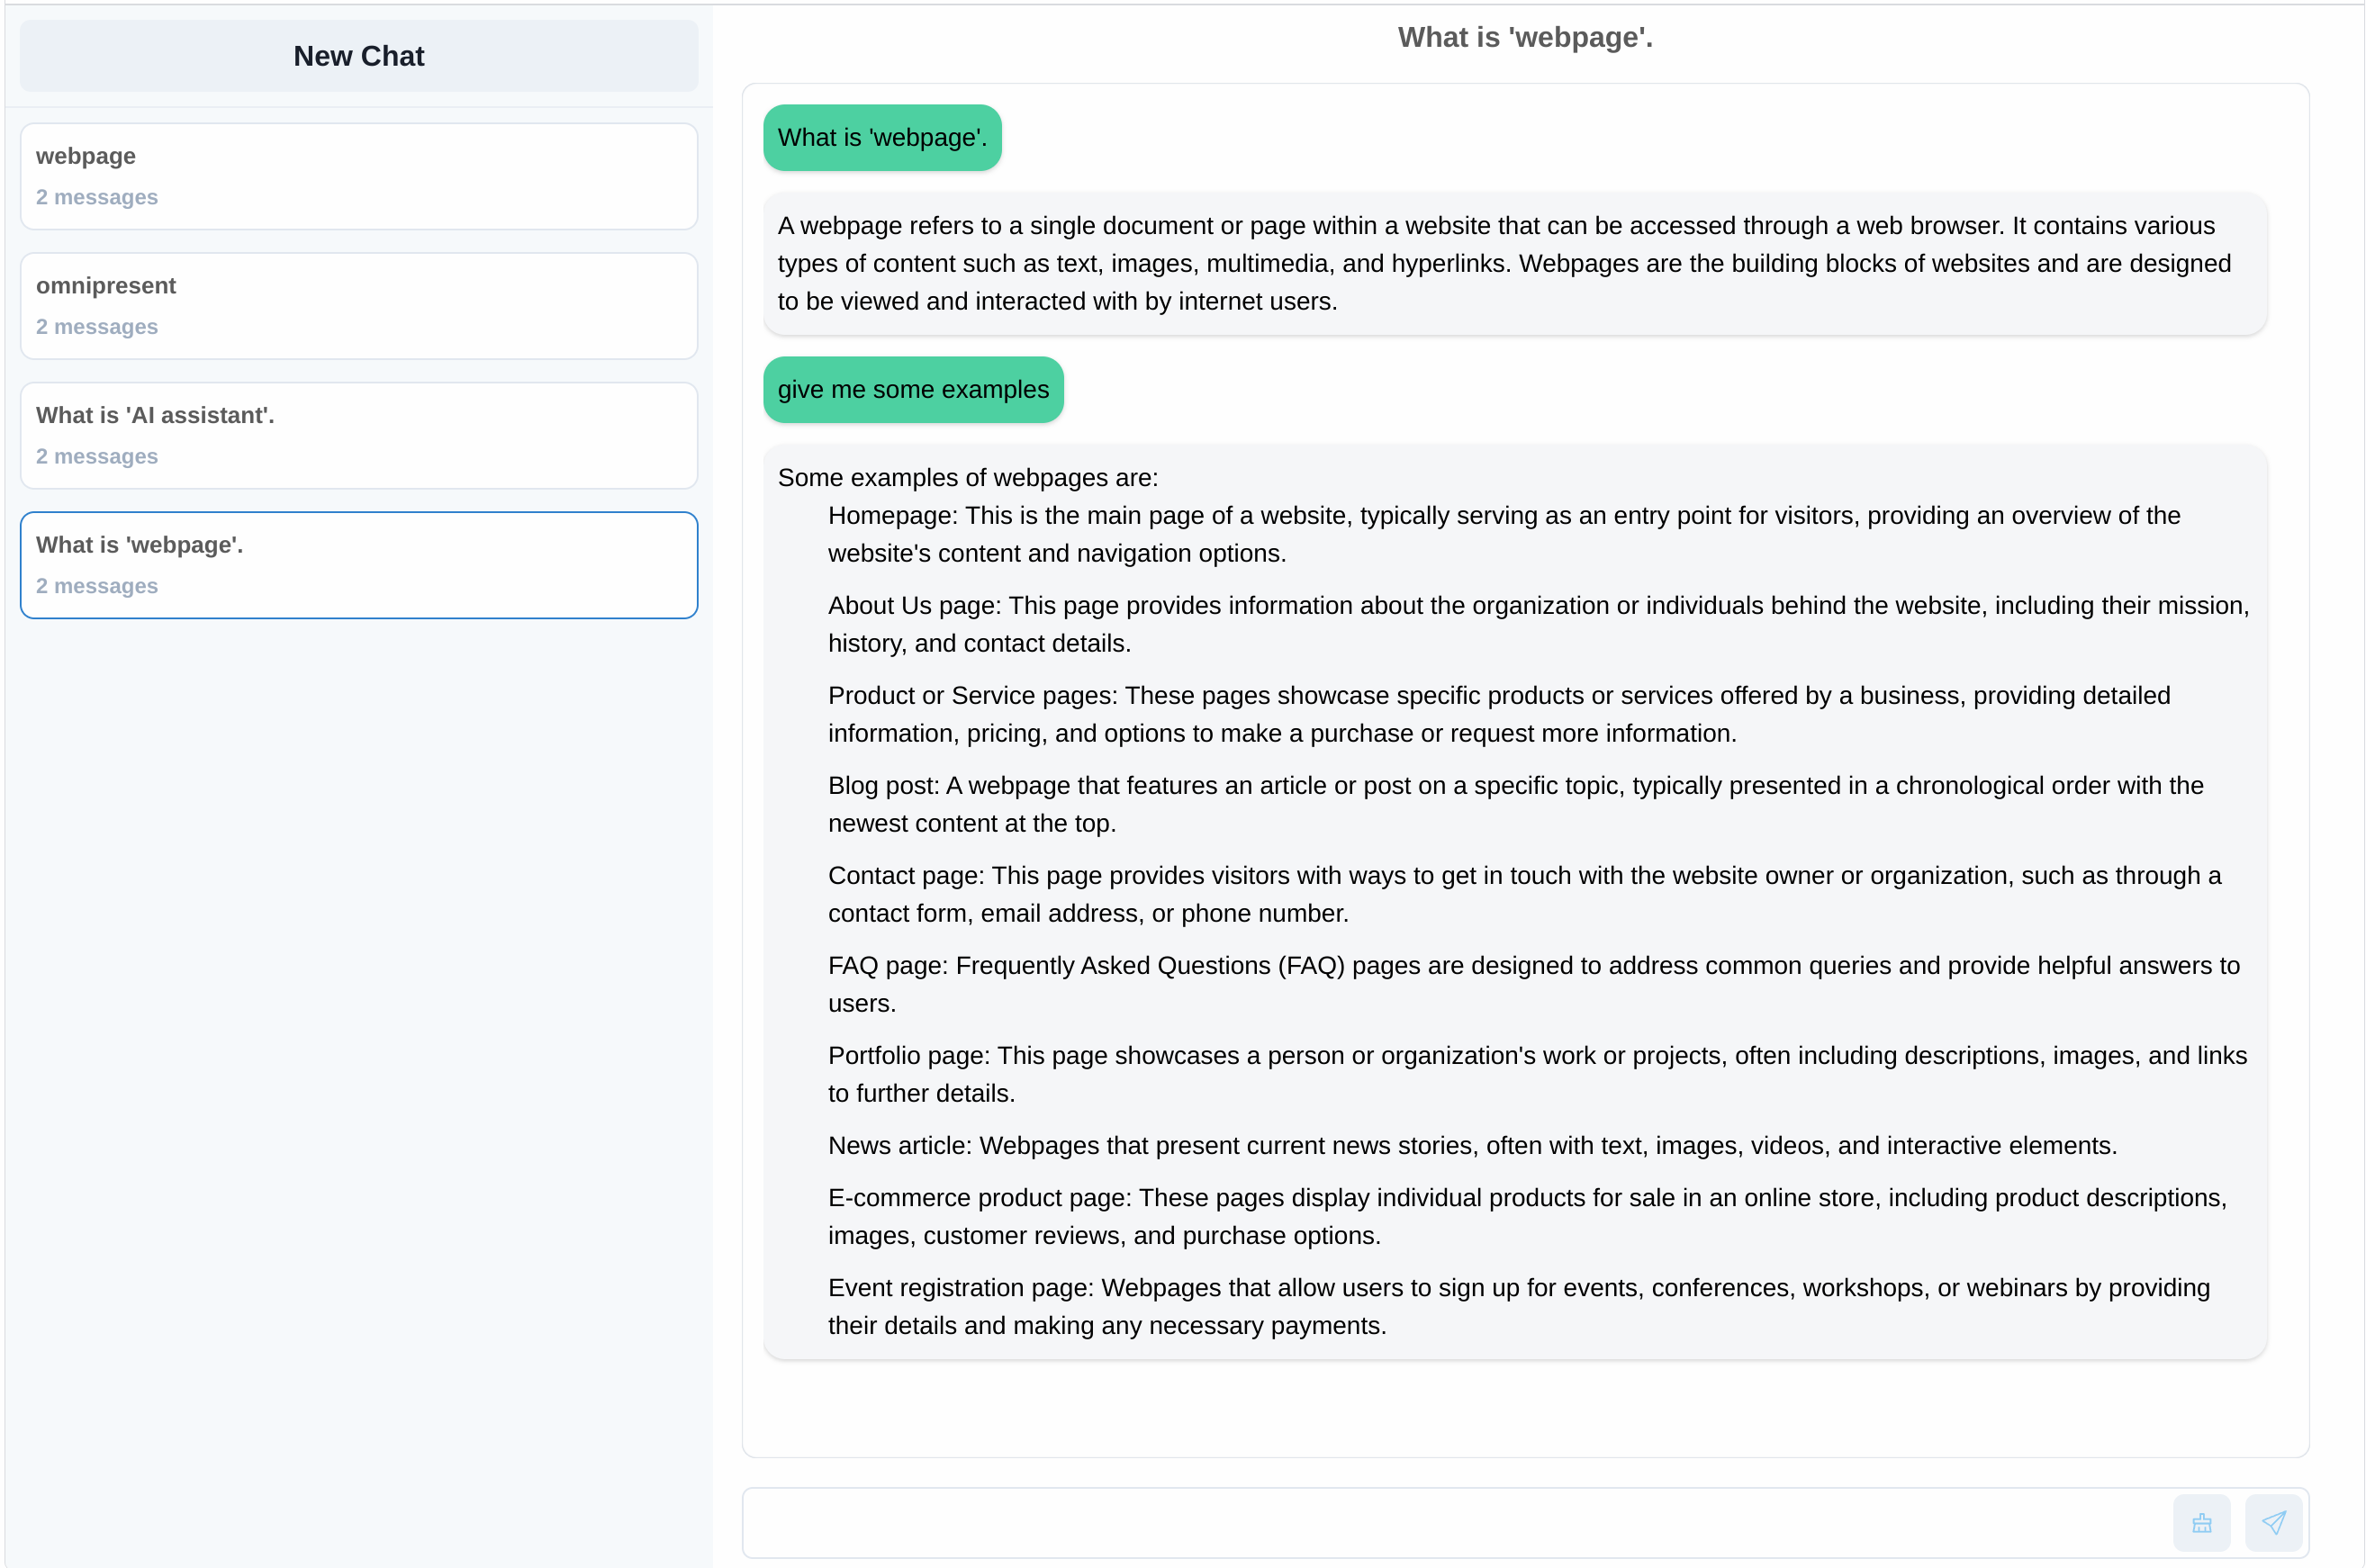 New Chat
webpage
2 messages
omnipresent
2 messages
What is 'AI assistant'.
2 messages
What is 'webpage'.
2 messages
What is 'webpage'.
What is 'webpage'.
A webpage refers to a single document or page within a website that can be accessed through a web browser. It contains various
types of content such as text, images, multimedia, and hyperlinks. Webpages are the building blocks of websites and are designed
to be viewed and interacted with by internet users.
give me some examples
Some examples of webpages are:
Homepage: This is the main page of a website, typically serving as an entry point for visitors, providing an overview of the
website's content and navigation options.
About Us page: This page provides information about the organization or individuals behind the website, including their mission,
history, and contact details.
Product or Service pages: These pages showcase specific products or services offered by a business, providing detailed
information, pricing, and options to make a purchase or request more information.
Blog post: A webpage that features an article or post on a specific topic, typically presented in a chronological order with the
newest content at the top.
Contact page: This page provides visitors with ways to get in touch with the website owner or organization, such as through a
contact form, email address, or phone number.
FAQ page: Frequently Asked Questions (FAQ) pages are designed to address common queries and provide helpful answers to
users.
Portfolio page: This page showcases a person or organization's work or projects, often including descriptions, images, and links
to further details.
News article: Webpages that present current news stories, often with text, images, videos, and interactive elements.
E-commerce product page: These pages display individual products for sale in an online store, including product descriptions,
images, customer reviews, and purchase options.
Event registration page: Webpages that allow users to sign up for events, conferences, workshops, or webinars by providing
their details and making any necessary payments.